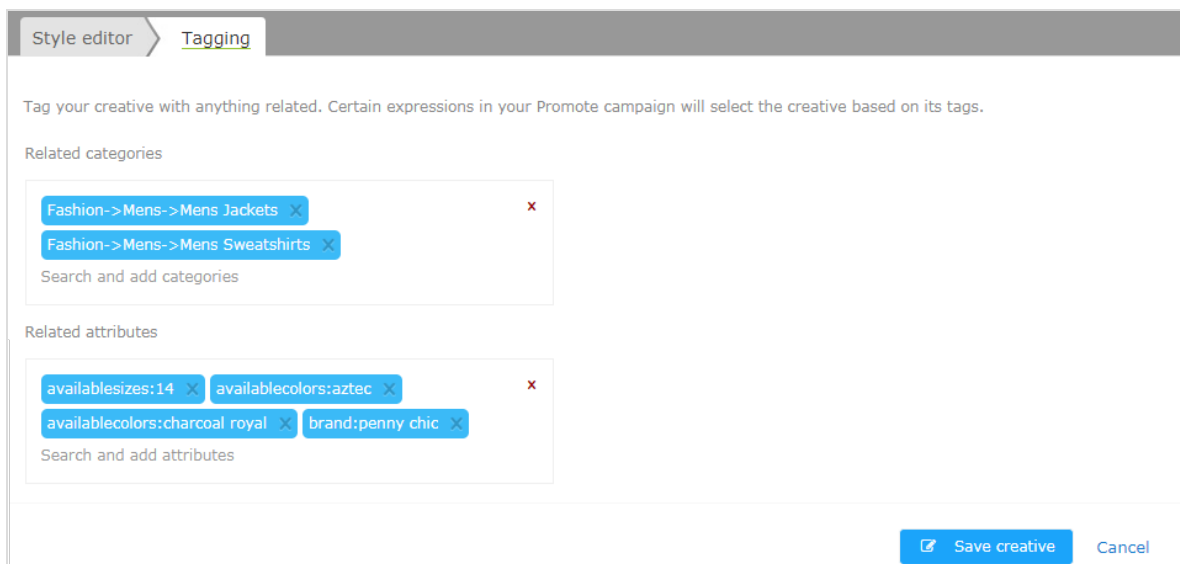 Style editor Tagging
Tag your creative with anything related. Certain expressions in your Promote campaign will select the creative based on its tags.
Related categories
Fashion->Mens->Mens Jackets x
x
Fashion->Mens->Mens Sweatshirts x
Search and add categories
Related attributes
availablesizes:14 x availablecolors:aztec x
x
availablecolors:charcoal royal x brand:penny chic x
Search and add attributes
Save creative Cancel